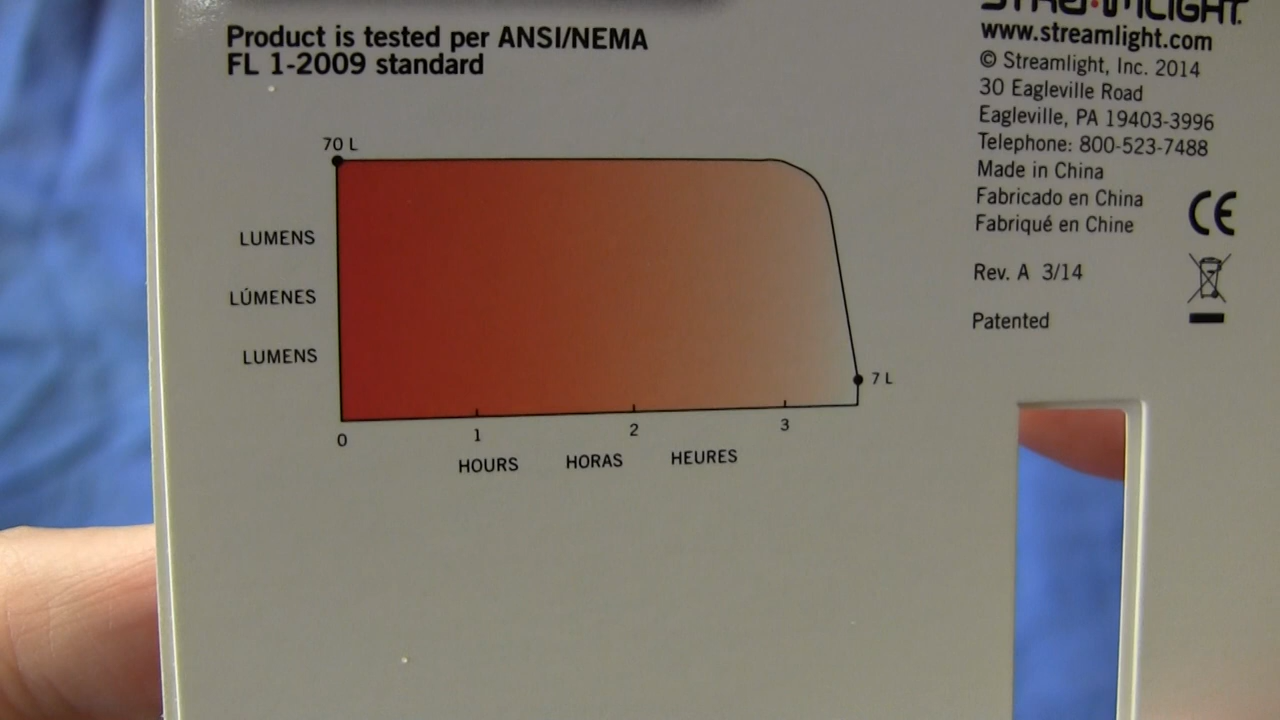 Product is tested per ANSI/NEMA
FL 1-2009 standard
70 L
LUMENS
LÚMENES
LUMENS
7 L
0 1 2 3
HOURS HORAS HEURES
STREAMLIGHT.
www.streamlight.com
© Streamlight, Inc. 2014
30 Eagleville Road
Eagleville, PA 19403-3996
Telephone: 800-523-7488
Made in China
Fabricado en China
Fabriqué en Chine
CE
Rev. A 3/14
Patented